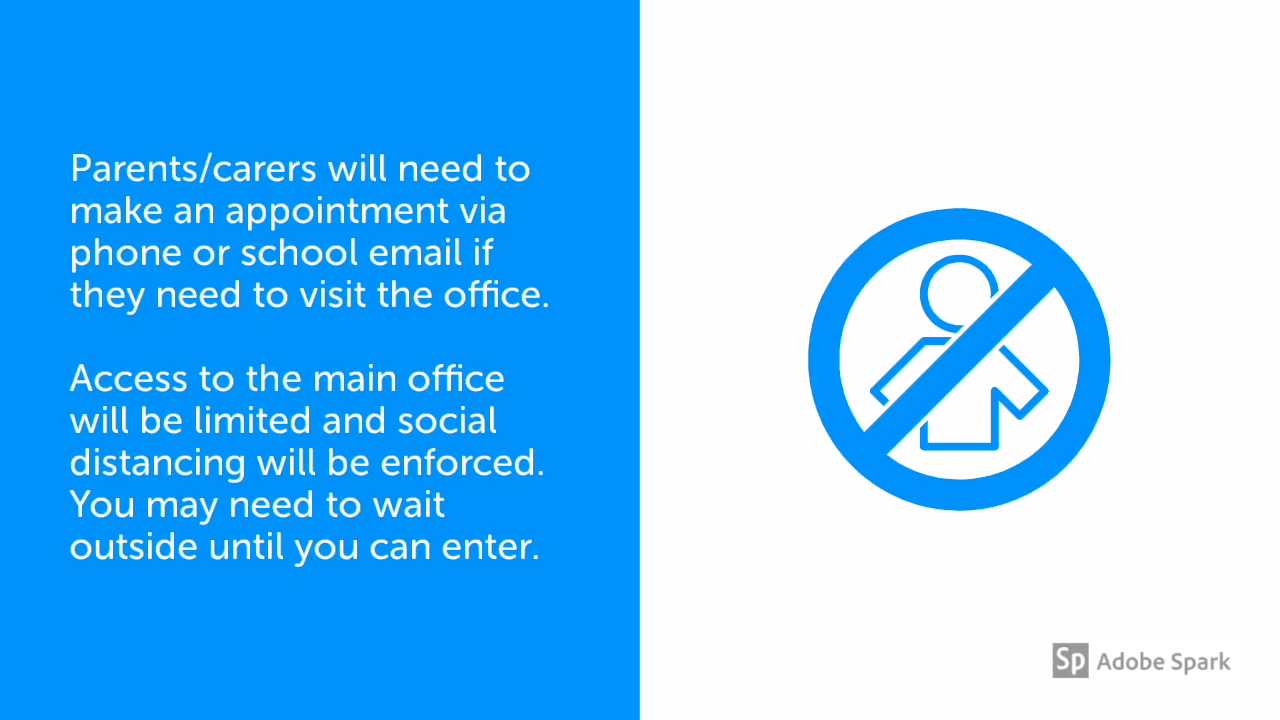 Parents/carers will need to
make an appointment via
phone or school email if
they need to visit the office.
Access to the main office
will be limited and social
distancing will be enforced.
You may need to wait
outside until you can enter.
Sp Adobe Spark